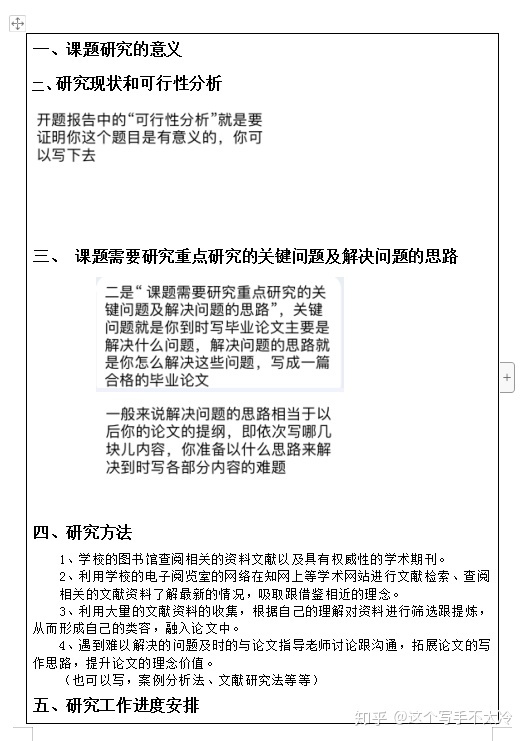 一、课题研究的意义
二、研究现状和可行性分析
开题报告中的“可行性分析”就是要
证明你这个题目是有意义的，你可
以写下去
三、 课题需要研究重点研究的关键问题及解决问题的思路
二是“ 课题需要研究重点研究的关
键问题及解决问题的思路”，关键
问题就是你到时写毕业论文主要是
解决什么问题，解决问题的思路就
是你怎么解决这些问题，写成一篇
合格的毕业论文
一般来说解决问题的思路相当于以
后你的论文的提纲，即依次写哪几
块儿内容，你准备以什么思路来解
决到时写各部分内容的难题
四、研究方法
1、学校的图书馆查阅相关的资料文献以及具有权威性的学术期刊。
2、利用学校的电子阅览室的网络在知网上等学术网站进行文献检索、查阅
相关的文献资料了解最新的情况，吸取跟借鉴相近的理念。
3、利用大量的文献资料的收集，根据自己的理解对资料进行筛选跟提炼，
从而形成自己的类容，融入论文中。
4、遇到难以解决的问题及时的与论文指导老师讨论跟沟通，拓展论文的写
作思路，提升论文的理念价值。
（也可以写，案例分析法、文献研究法等等）
五、研究工作进度安排
知乎 @这个写手不太冷